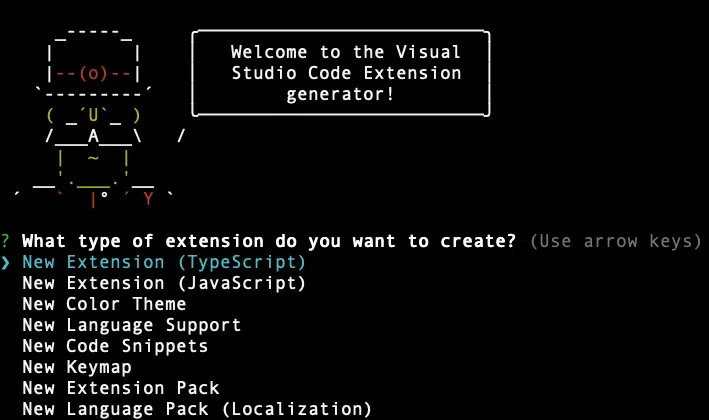 Welcome to the Visual
Studio Code Extension
generator!
? What type of extension do you want to create? (Use arrow keys)
❯ New Extension (TypeScript)
New Extension (JavaScript)
New Color Theme
New Language Support
New Code Snippets
New Keymap
New Extension Pack
New Language Pack (Localization)